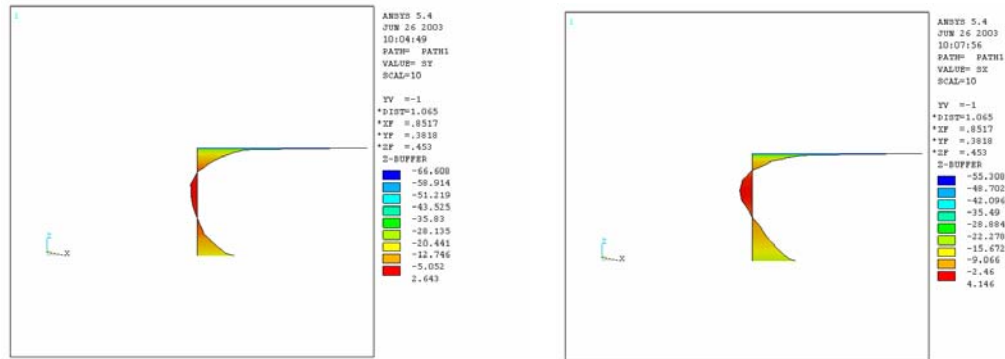 1
ANSYS 5.4
JUN 26 2003
10:04:49
PATH= PATH1
VALUE= SY
SCAL=10
YV =-1
*DIST=1.065
*XF =.8517
*YF =.3818
*ZF =.453
Z-BUFFER
-66.608
-58.914
-51.219
-43.525
-35.83
-28.135
-20.441
-12.746
-5.052
2.643
Z
X
1
ANSYS 5.4
JUN 26 2003
10:07:56
PATH= PATH1
VALUE= SX
SCAL=10
YV =-1
*DIST=1.065
*XF =.8517
*YF =.3818
*ZF =.453
Z-BUFFER
-55.308
-48.702
-42.096
-35.49
-28.884
-22.278
-15.672
-9.066
-2.46
4.146
Z
X